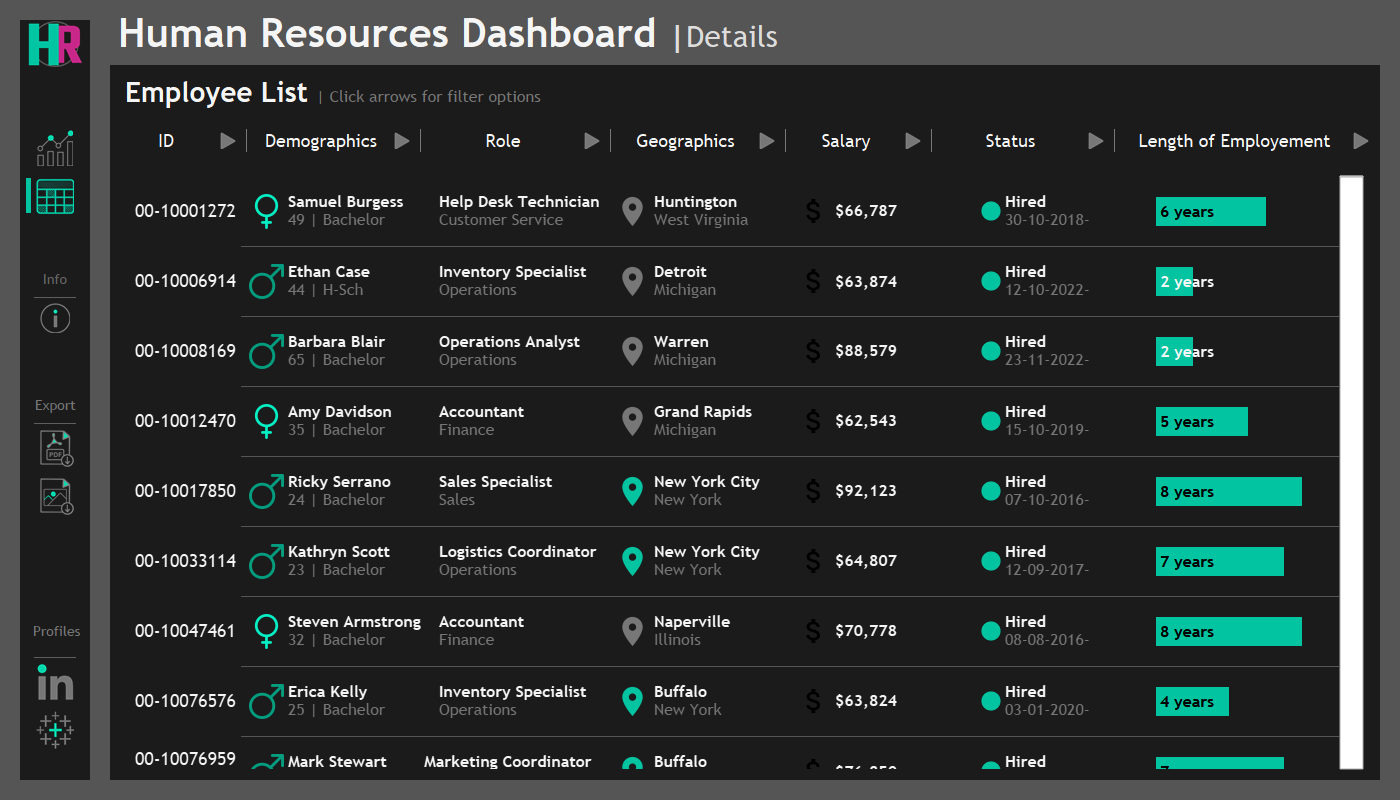 HR
Human Resources Dashboard |Details
Employee List | Click arrows for filter options
ID Demographics Role Geographics Salary Status Length of Employement
00-10001272 Samuel Burgess Help Desk Technician Huntington $ $66,787 Hired 6 years
49 | Bachelor Customer Service West Virginia 30-10-2018-
00-10006914 Ethan Case Inventory Specialist Detroit $ $63,874 Hired 2 years
44 | H-Sch Operations Michigan 12-10-2022-
00-10008169 Barbara Blair Operations Analyst Warren $ $88,579 Hired 2 years
65 | Bachelor Operations Michigan 23-11-2022-
00-10012470 Amy Davidson Accountant Grand Rapids $ $62,543 Hired 5 years
35 | Bachelor Finance Michigan 15-10-2019-
00-10017850 Ricky Serrano Sales Specialist New York City $ $92,123 Hired 8 years
24 | Bachelor Sales New York 07-10-2016-
00-10033114 Kathryn Scott Logistics Coordinator New York City $ $64,807 Hired 7 years
23 | Bachelor Operations New York 12-09-2017-
00-10047461 Steven Armstrong Accountant Naperville $ $70,778 Hired 8 years
32 | Bachelor Finance Illinois 08-08-2016-
00-10076576 Erica Kelly Inventory Specialist Buffalo $ $63,824 Hired 4 years
25 | Bachelor Operations New York 03-01-2020-
00-10076959 Mark Stewart Marketing Coordinator Buffalo Hired
Info
i
Export
PDF
Profiles
in